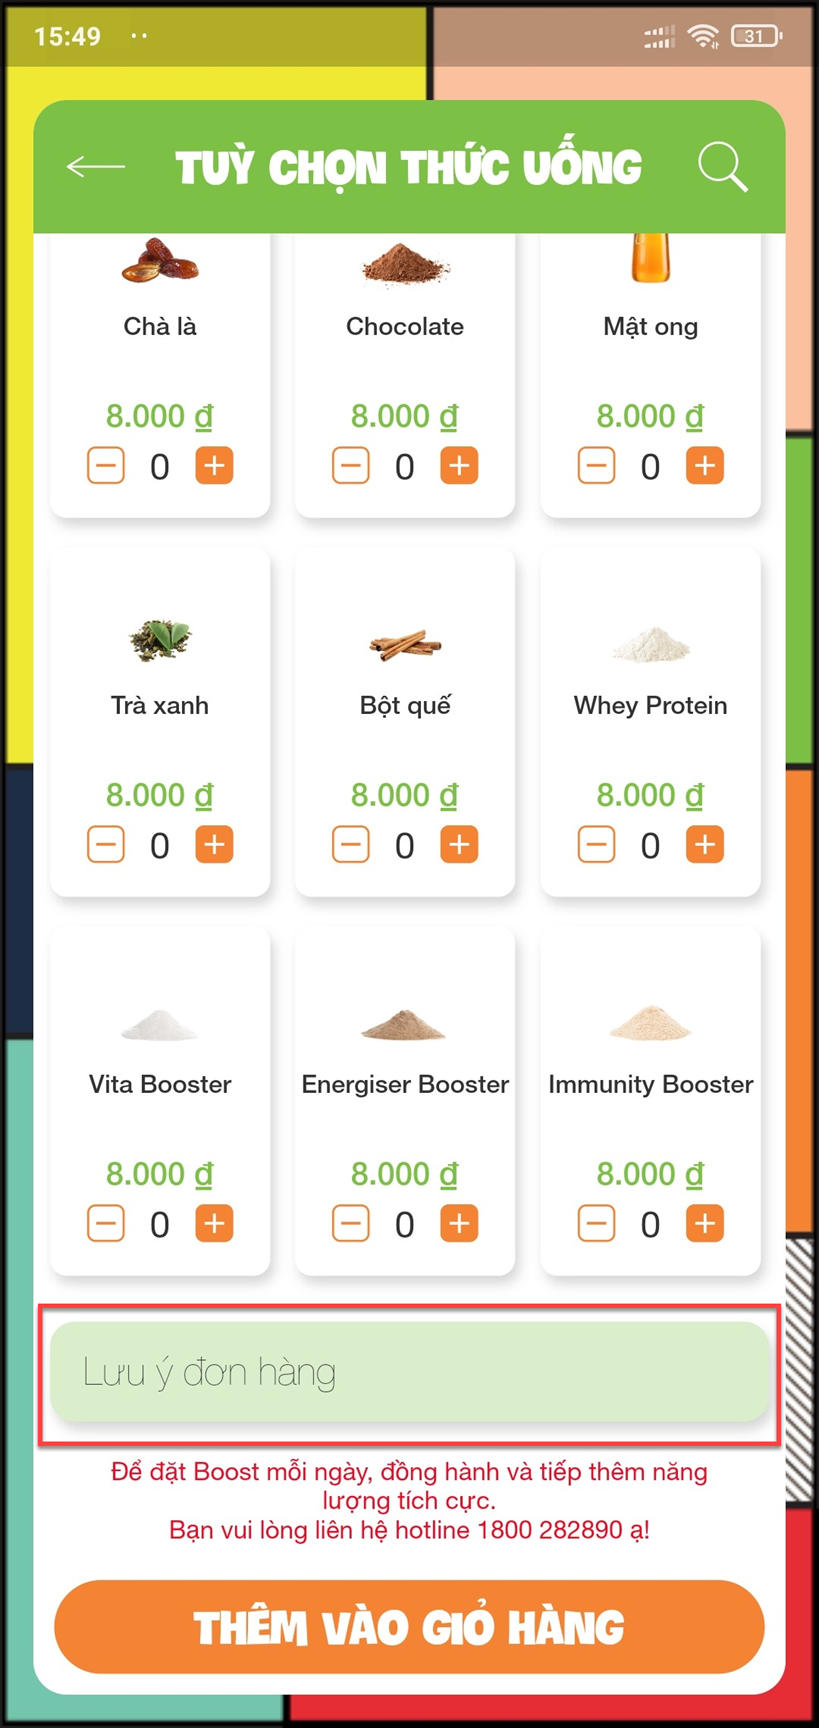 15:49
31
TUỲ CHỌN THỨC UỐNG
Chà là
Chocolate
Mật ong
8.000 đ
8.000 đ
8.000 đ
0
0
0
Trà xanh
Bột quế
Whey Protein
8.000 đ
8.000 đ
8.000 đ
0
0
0
Vita Booster
Energiser Booster
Immunity Booster
8.000 đ
8.000 đ
8.000 đ
0
0
0
Lưu ý đơn hàng
Để đặt Boost mỗi ngày, đồng hành và tiếp thêm năng
lượng tích cực.
Bạn vui lòng liên hệ hotline 1800 282890 ạ!
THÊM VÀO GIỎ HÀNG